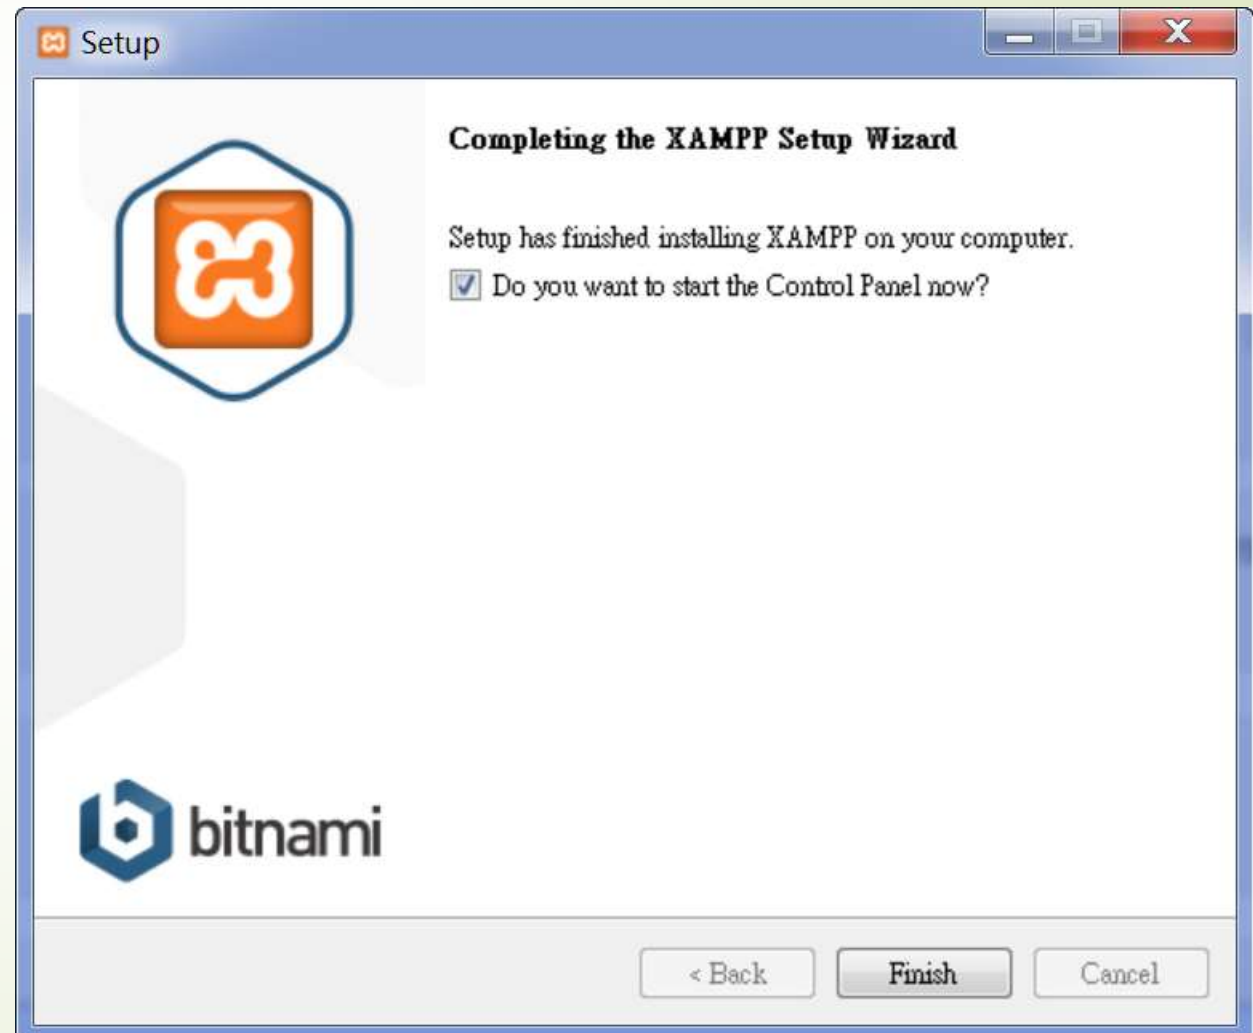 Setup
Completing the XAMPP Setup Wizard
Setup has finished installing XAMPP on your computer.
Do you want to start the Control Panel now?
bitnami
< Back
Finish
Cancel